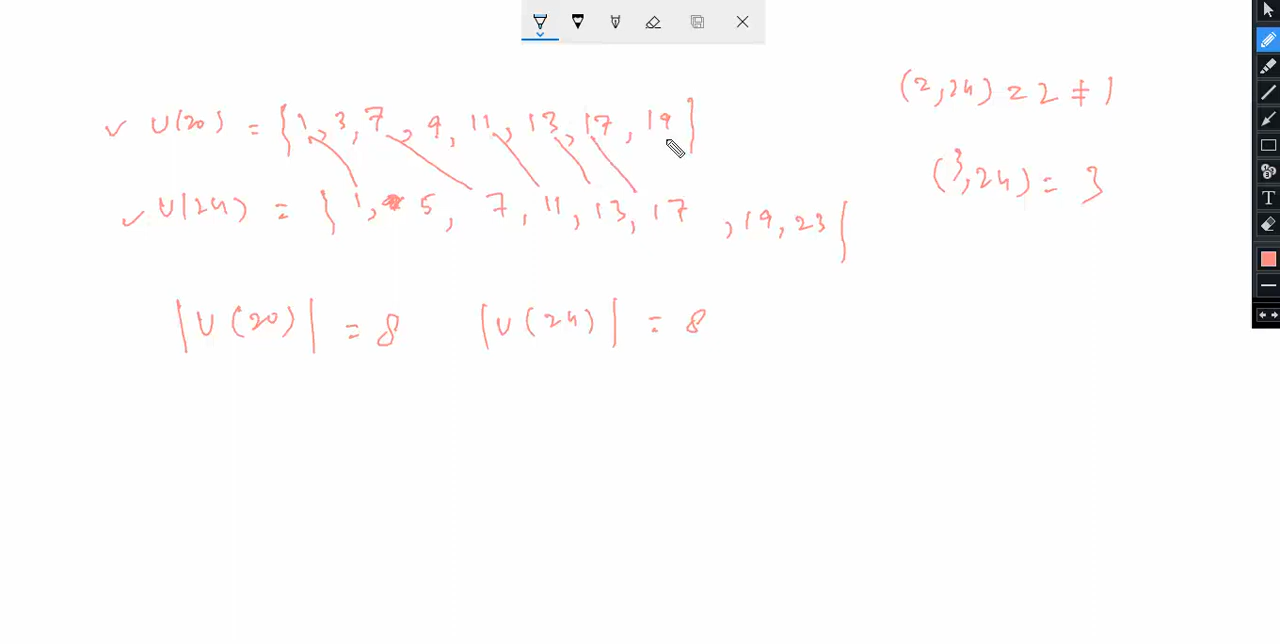 (2,24) = 2 ≠ 1
U(20) = {1, 3, 7, 9, 11, 13, 17, 19}
(3,24) = 3
U(24) = {1, 5, 7, 11, 13, 17, 19, 23}
|U(20)| = 8 |U(24)| = 8